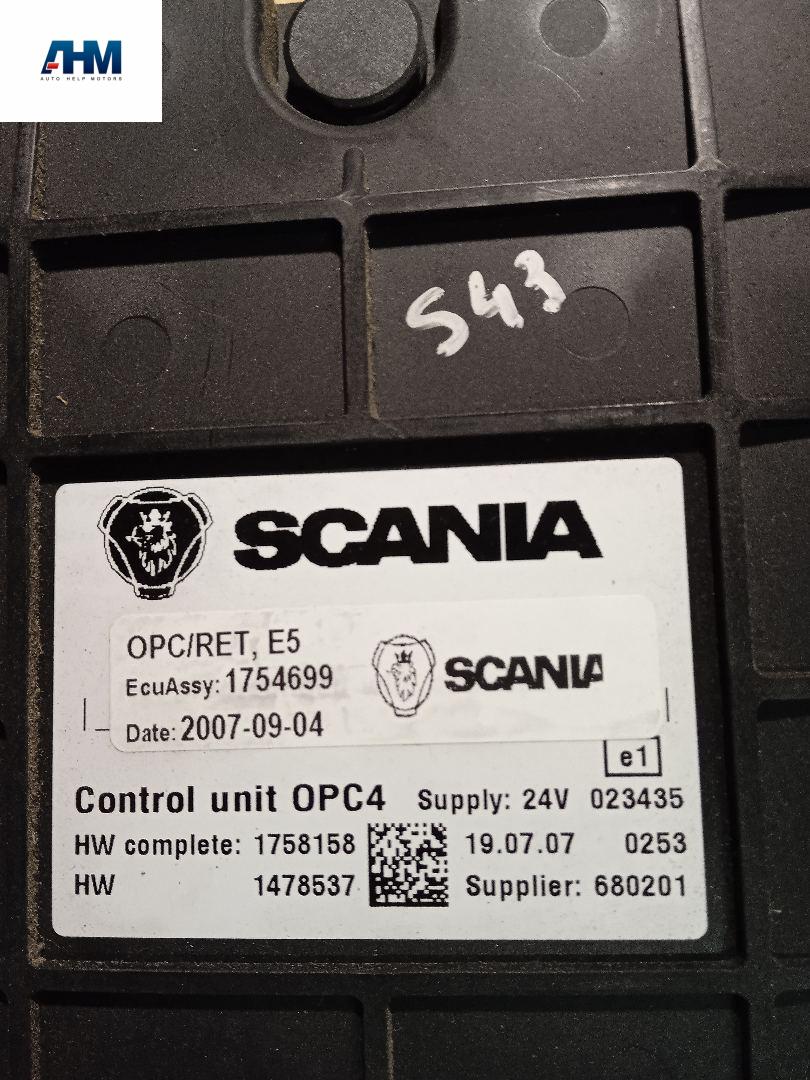 AHM
AUTO HELP MOTORS
S43
SCANIA
OPC/RET, E5
EcuAssy: 1754699
SCANIA
Date: 2007-09-04
e1
Control unit OPC4 Supply: 24V 023435
HW complete: 1758158 19.07.07 0253
HW 1478537 Supplier: 680201